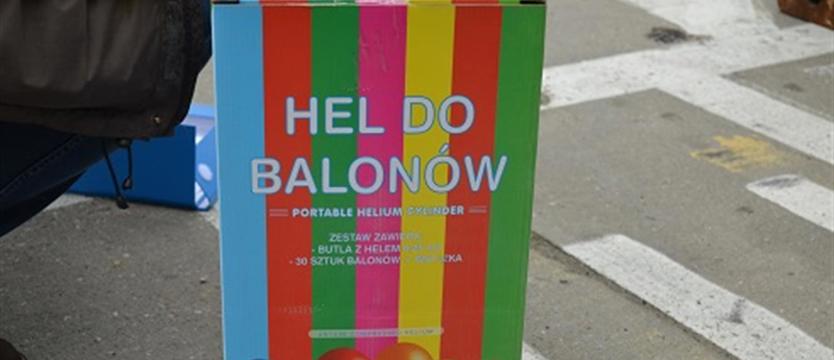 HEL DO
BALONÓW
PORTABLE HELIUM CYLINDER
ZESTAW ZAWIERA:
- BUTLA Z HELEM
- 30 SZTUK BALONÓW